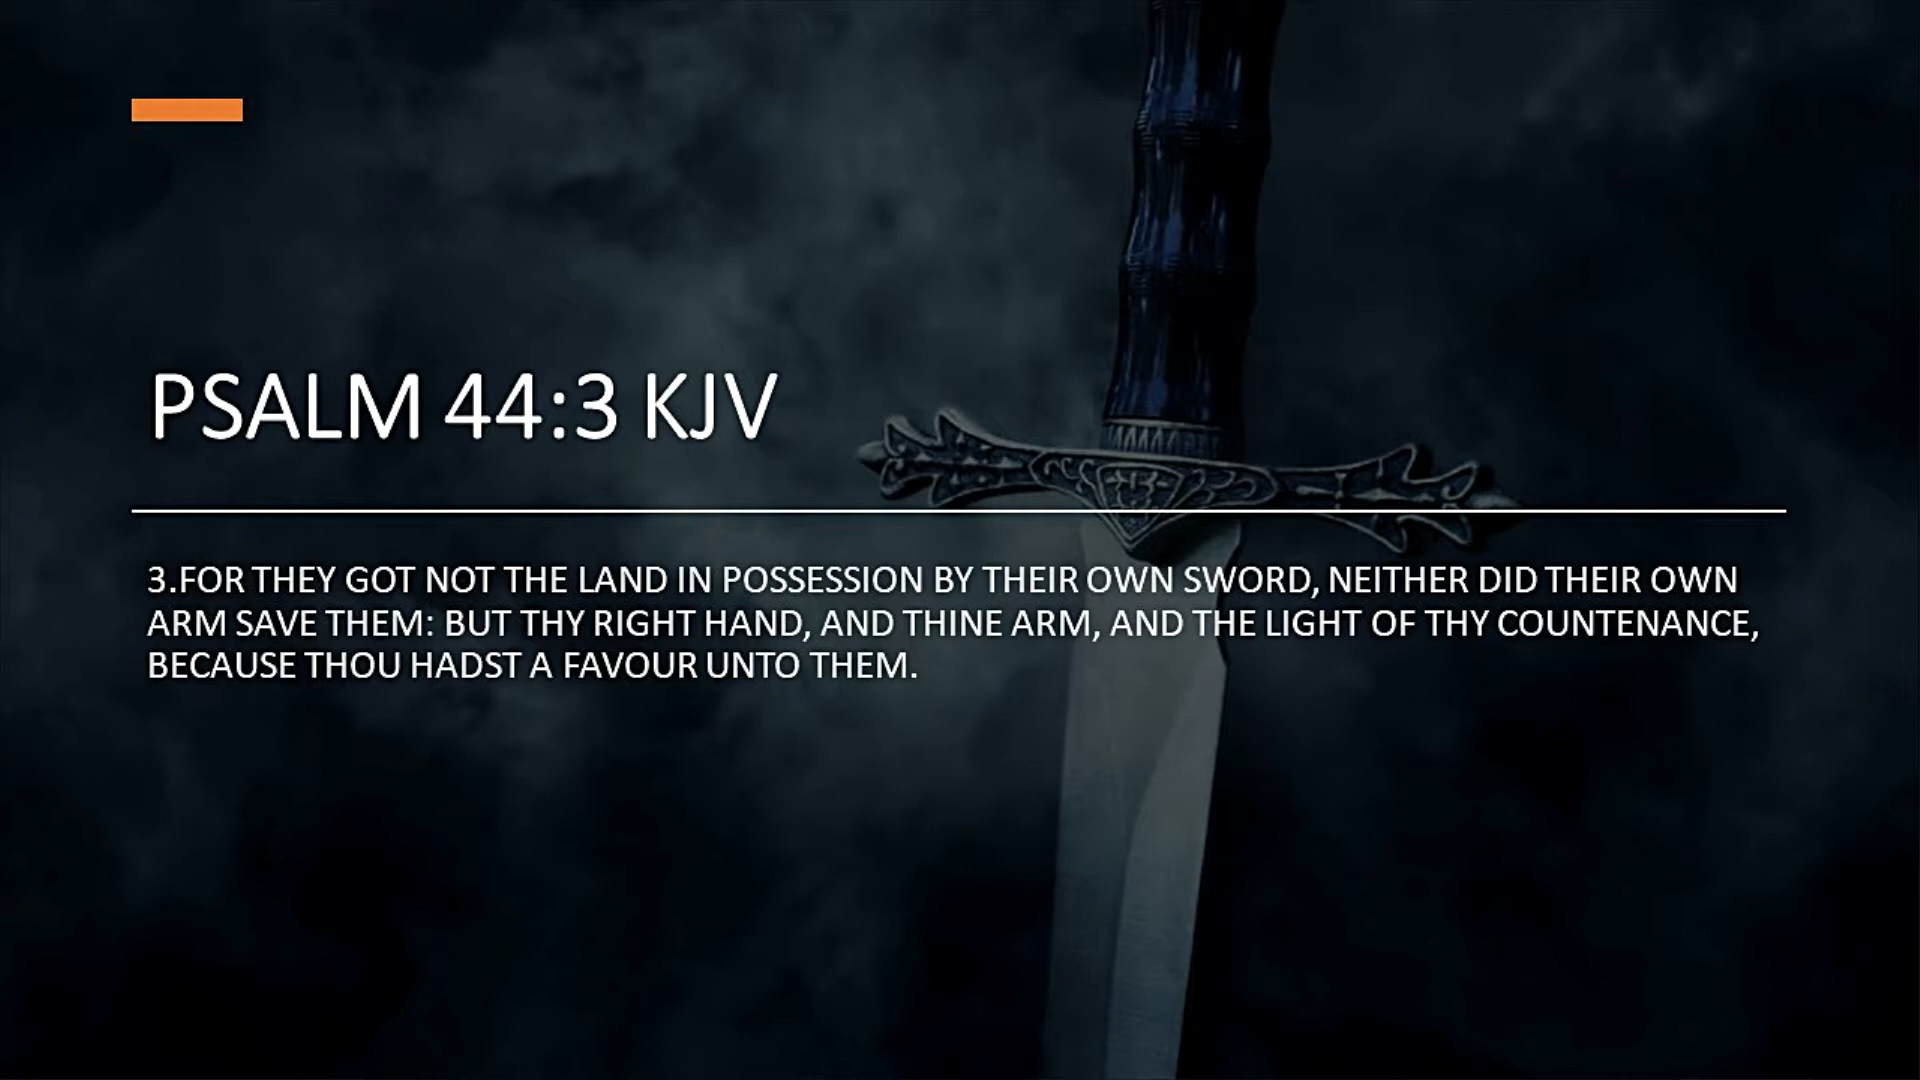 PSALM 44:3 KJV
3.FOR THEY GOT NOT THE LAND IN POSSESSION BY THEIR OWN SWORD, NEITHER DID THEIR OWN
ARM SAVE THEM: BUT THY RIGHT HAND, AND THINE ARM, AND THE LIGHT OF THY COUNTENANCE,
BECAUSE THOU HADST A FAVOUR UNTO THEM.